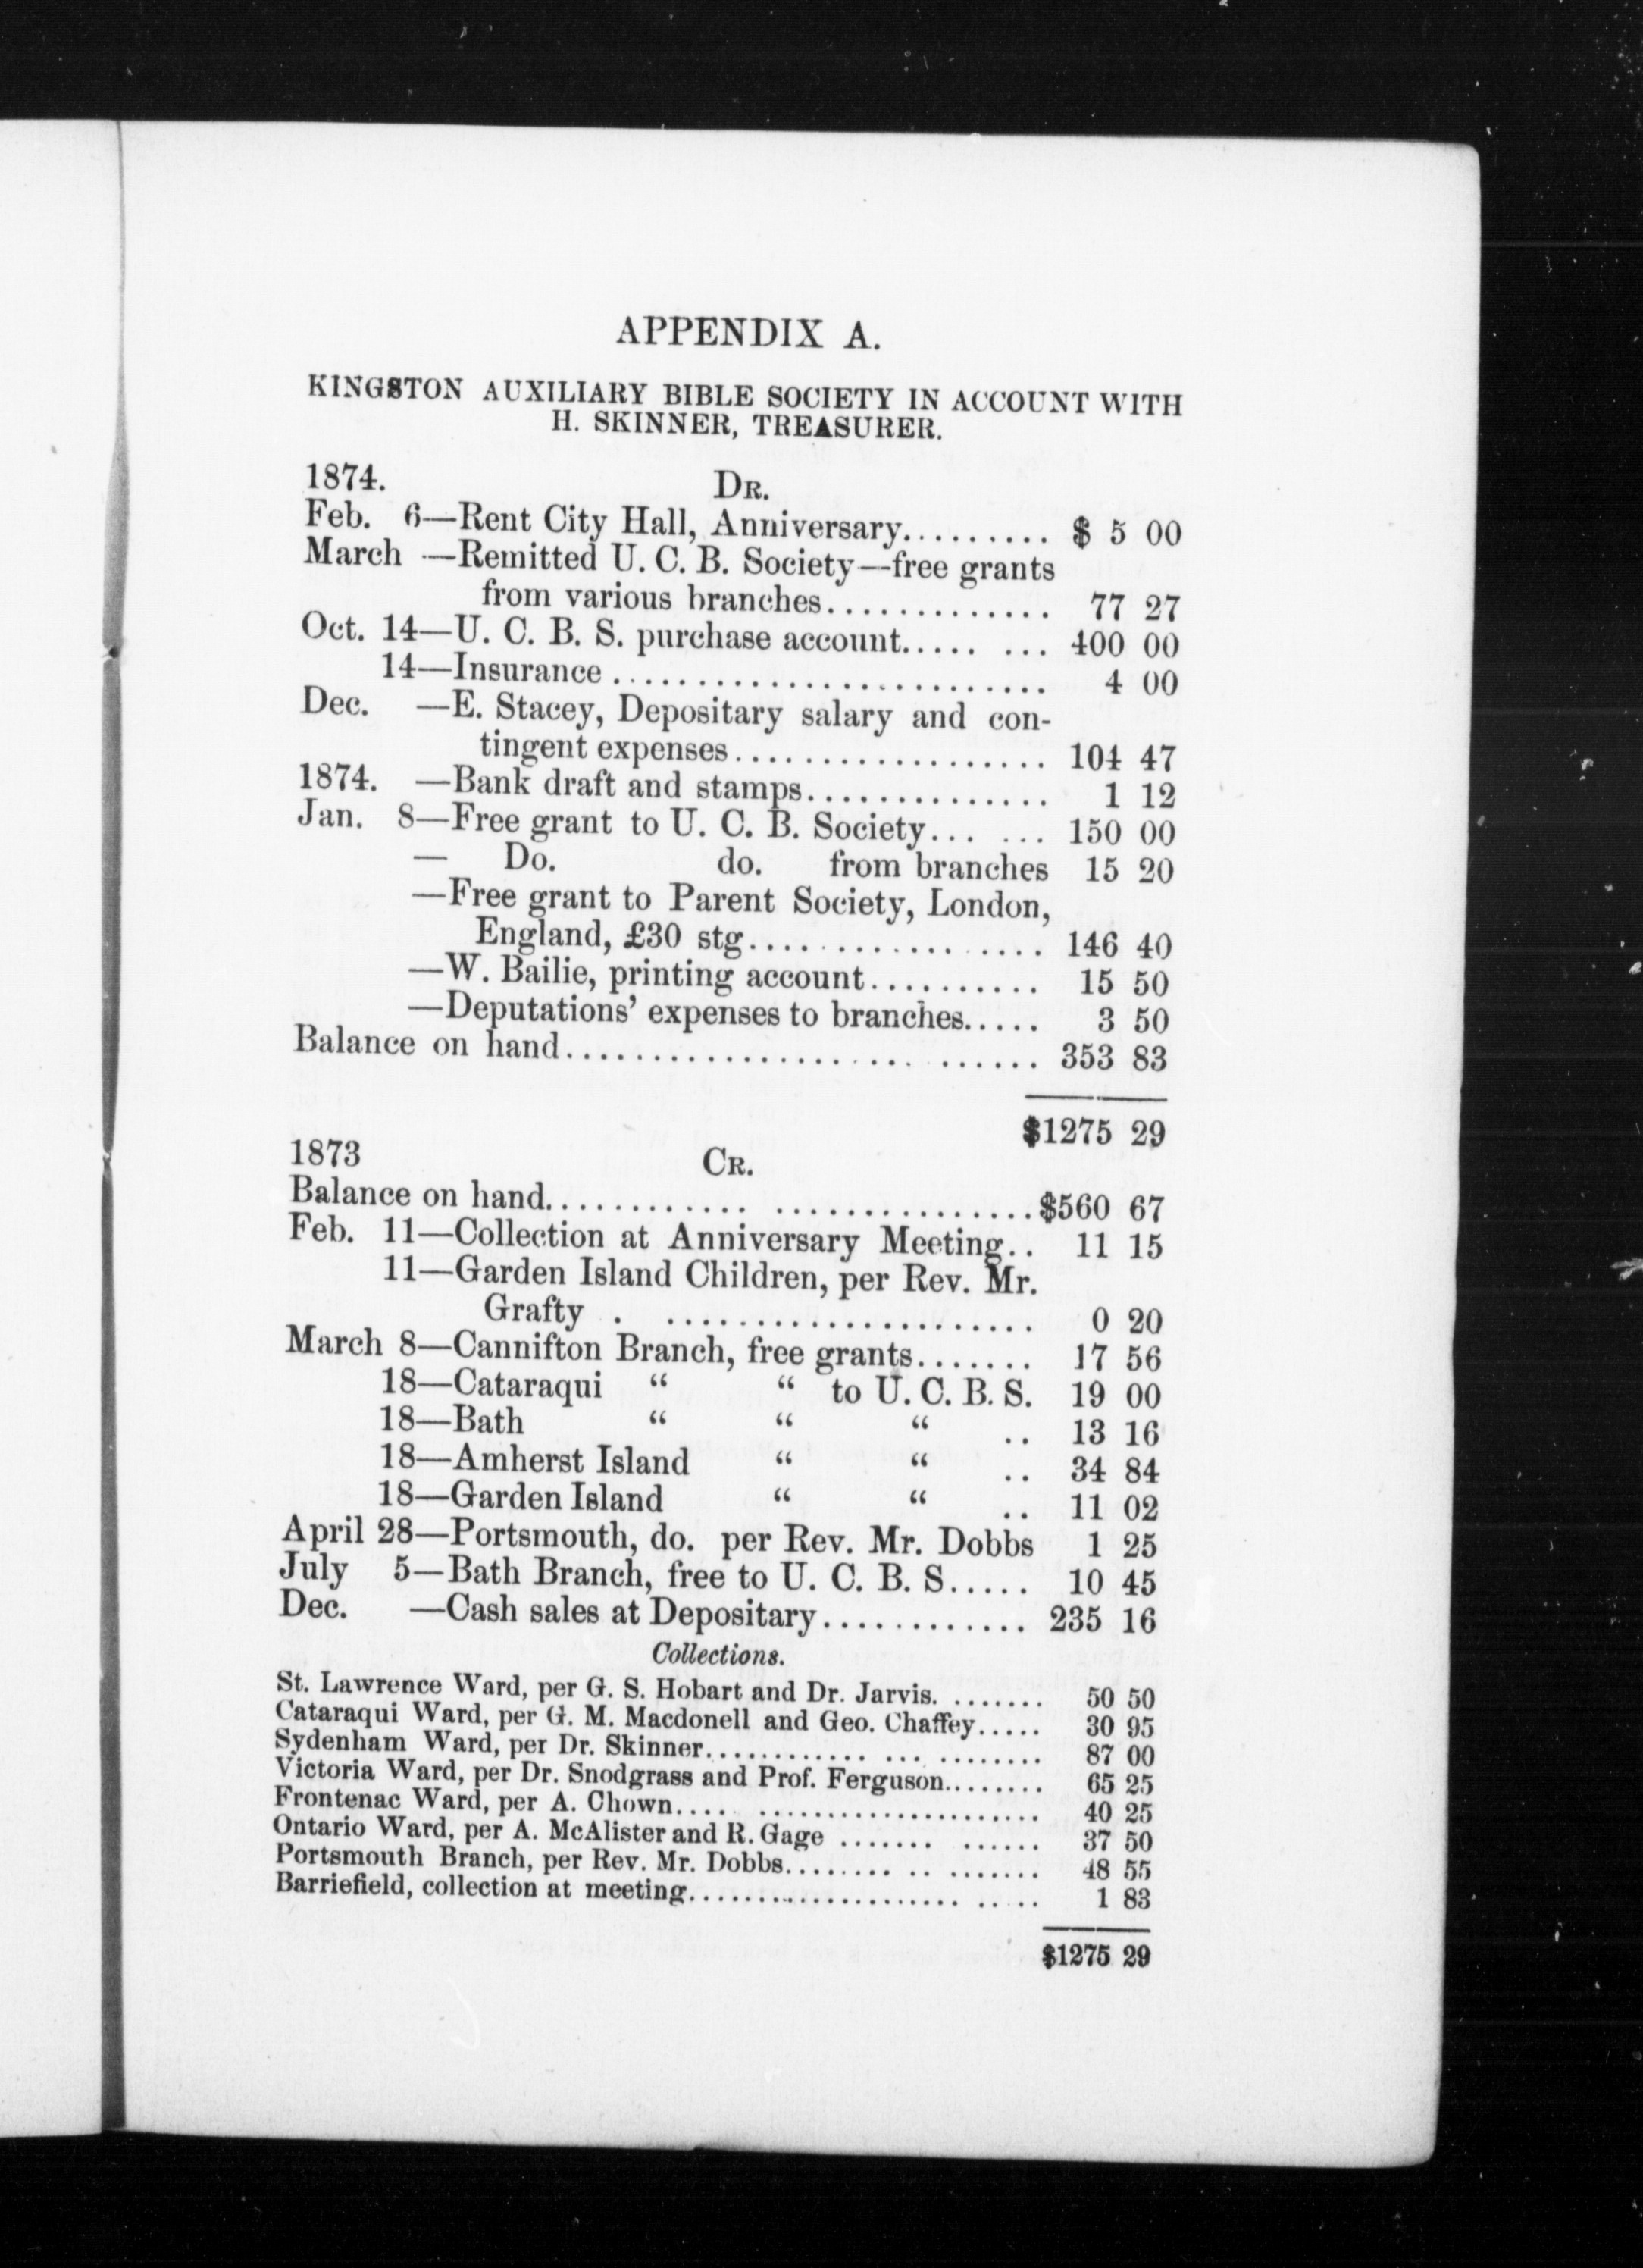 APPENDIX A.
KINGSTON AUXILIARY BIBLE SOCIETY IN ACCOUNT WITH
H. SKINNER, TREASURER.
1874. DR.
Feb. 6—Rent City Hall, Anniversary.......... $ 5 00
March —Remitted U. C. B. Society—free grants
from various branches.............. 77 27
Oct. 14—U. C. B. S. purchase account..... ... 400 00
14—Insurance .......................... 4 00
Dec. —E. Stacey, Depositary salary and con-
tingent expenses................... 104 47
1874. —Bank draft and stamps............... 1 12
Jan. 8—Free grant to U. C. B. Society... ... 150 00
— Do. do. from branches 15 20
—Free grant to Parent Society, London,
England, £30 stg.................. 146 40
—W. Bailie, printing account.......... 15 50
—Deputations' expenses to branches..... 3 50
Balance on hand..................... ...... 353 83
$1275 29
1873 CR.
Balance on hand............ ................$560 67
Feb. 11—Collection at Anniversary Meeting.. 11 15
11—Garden Island Children, per Rev. Mr.
Grafty . ...................... 0 20
March 8—Cannifton Branch, free grants....... 17 56
18—Cataraqui “ “ to U. C. B. S. 19 00
18—Bath “ “ “ .. 13 16
18—Amherst Island “ “ .. 34 84
18—Garden Island “ “ .. 11 02
April 28—Portsmouth, do. per Rev. Mr. Dobbs 1 25
July 5—Bath Branch, free to U. C. B. S..... 10 45
Dec. —Cash sales at Depositary............ 235 16
Collections.
St. Lawrence Ward, per G. S. Hobart and Dr. Jarvis. ....... 50 50
Cataraqui Ward, per G. M. Macdonell and Geo. Chaffey..... 30 95
Sydenham Ward, per Dr. Skinner............ ... ........ 87 00
Victoria Ward, per Dr. Snodgrass and Prof. Ferguson........ 65 25
Frontenac Ward, per A. Chown.... ...................... 40 25
Ontario Ward, per A. McAlister and R. Gage ....... ...... 37 50
Portsmouth Branch, per Rev. Mr. Dobbs........ .. ....... 48 55
Barriefield, collection at meeting..................... ..... 1 83
$1275 29